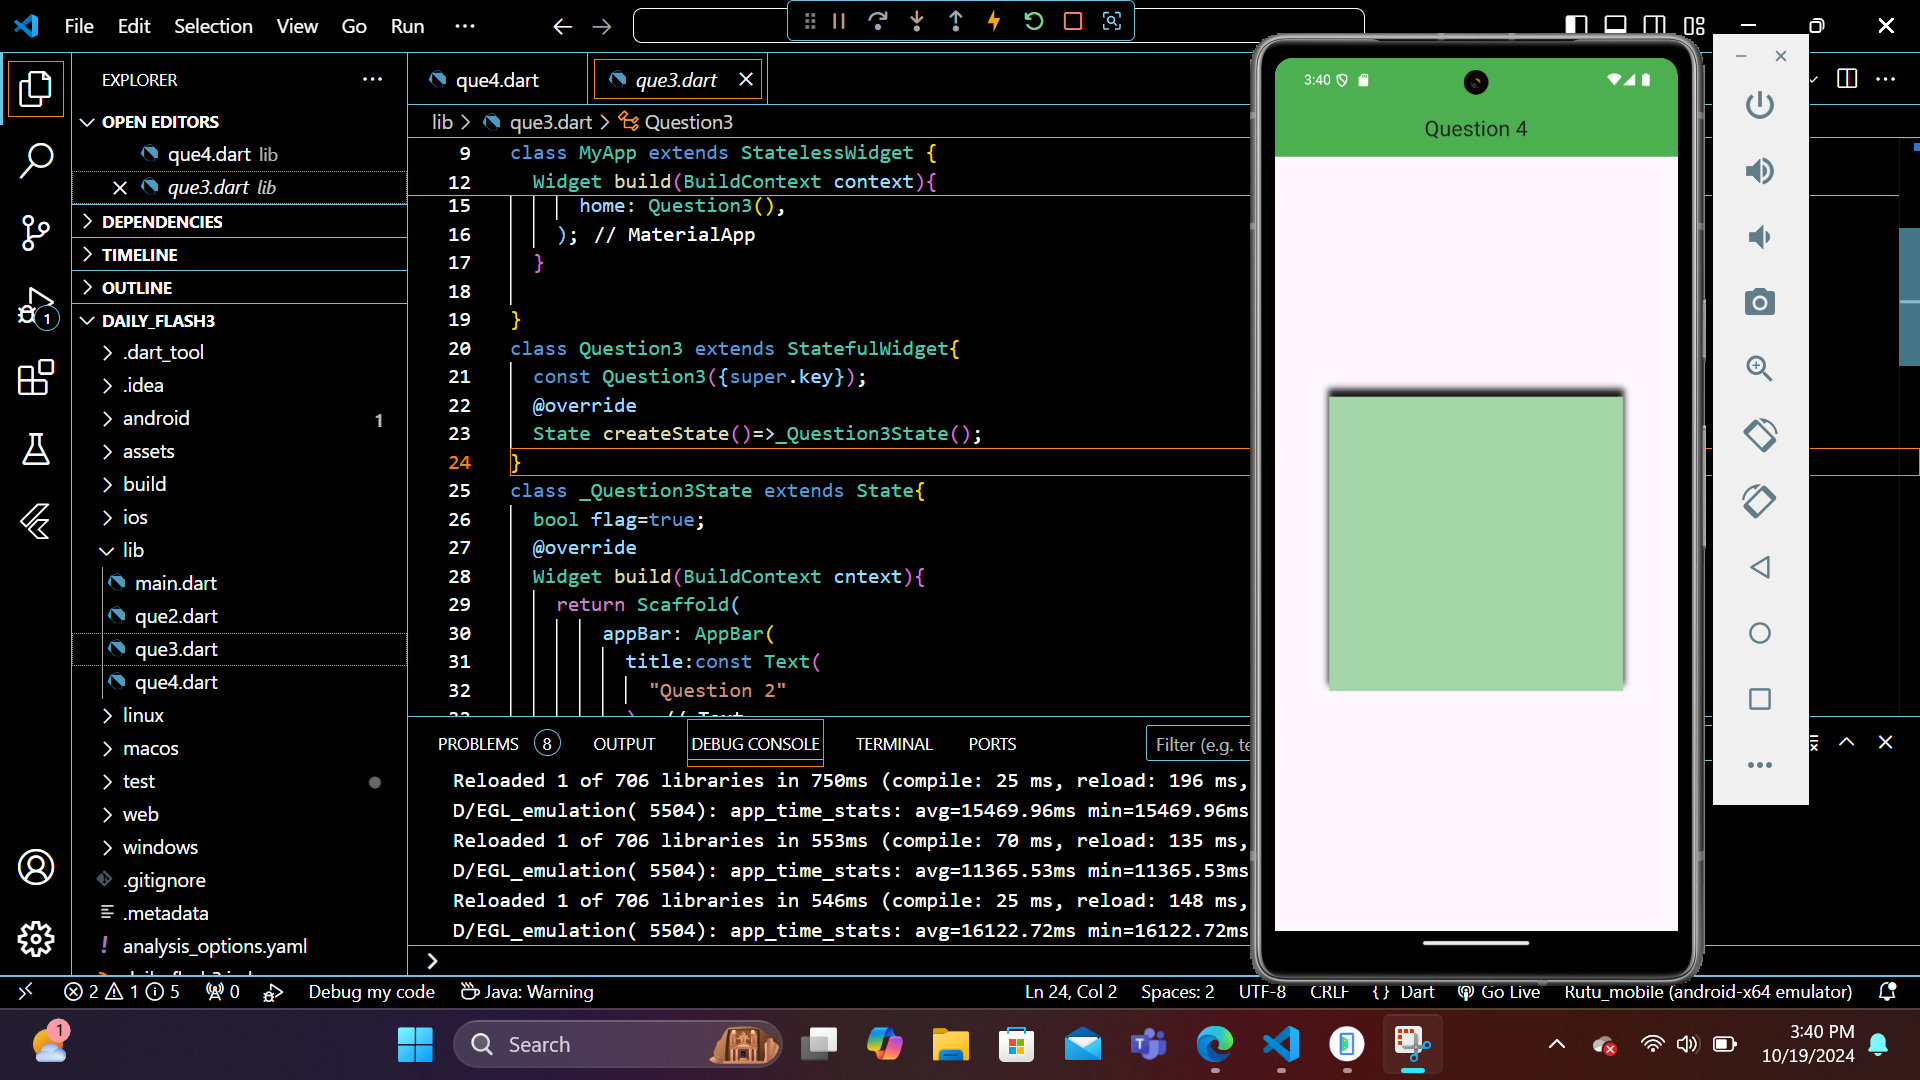 File Edit Selection View Go Run ···
EXPLORER ···
OPEN EDITORS
que4.dart lib
que3.dart lib
DEPENDENCIES
TIMELINE
OUTLINE
DAILY_FLASH3
.dart_tool
.idea
android 1
assets
build
ios
lib
main.dart
que2.dart
que3.dart
que4.dart
linux
macos
test
web
windows
.gitignore
.metadata
analysis_options.yaml
1
que4.dart
que3.dart
lib > que3.dart > Question3
9 class MyApp extends StatelessWidget {
12 Widget build(BuildContext context){
15 home: Question3(),
16 ); // MaterialApp
17 }
18
19 }
20 class Question3 extends StatefulWidget{
21 const Question3({super.key});
22 @override
23 State createState()=>_Question3State();
24 }
25 class _Question3State extends State{
26 bool flag=true;
27 @override
28 Widget build(BuildContext cntext){
29 return Scaffold(
30 appBar: AppBar(
31 title:const Text(
32 "Question 2"
33 ), // Text
PROBLEMS 8 OUTPUT DEBUG CONSOLE TERMINAL PORTS
Filter (e.g. te
Reloaded 1 of 706 libraries in 750ms (compile: 25 ms, reload: 196 ms,
D/EGL_emulation( 5504): app_time_stats: avg=15469.96ms min=15469.96ms
Reloaded 1 of 706 libraries in 553ms (compile: 70 ms, reload: 135 ms,
D/EGL_emulation( 5504): app_time_stats: avg=11365.53ms min=11365.53ms
Reloaded 1 of 706 libraries in 546ms (compile: 25 ms, reload: 148 ms,
D/EGL_emulation( 5504): app_time_stats: avg=16122.72ms min=16122.72ms
3:40
Question 4
2 1 5 0 Debug my code Java: Warning
Ln 24, Col 2 Spaces: 2 UTF-8 CRLF {} Dart Go Live Rutu_mobile (android-x64 emulator)
1
Search
3:40 PM
10/19/2024